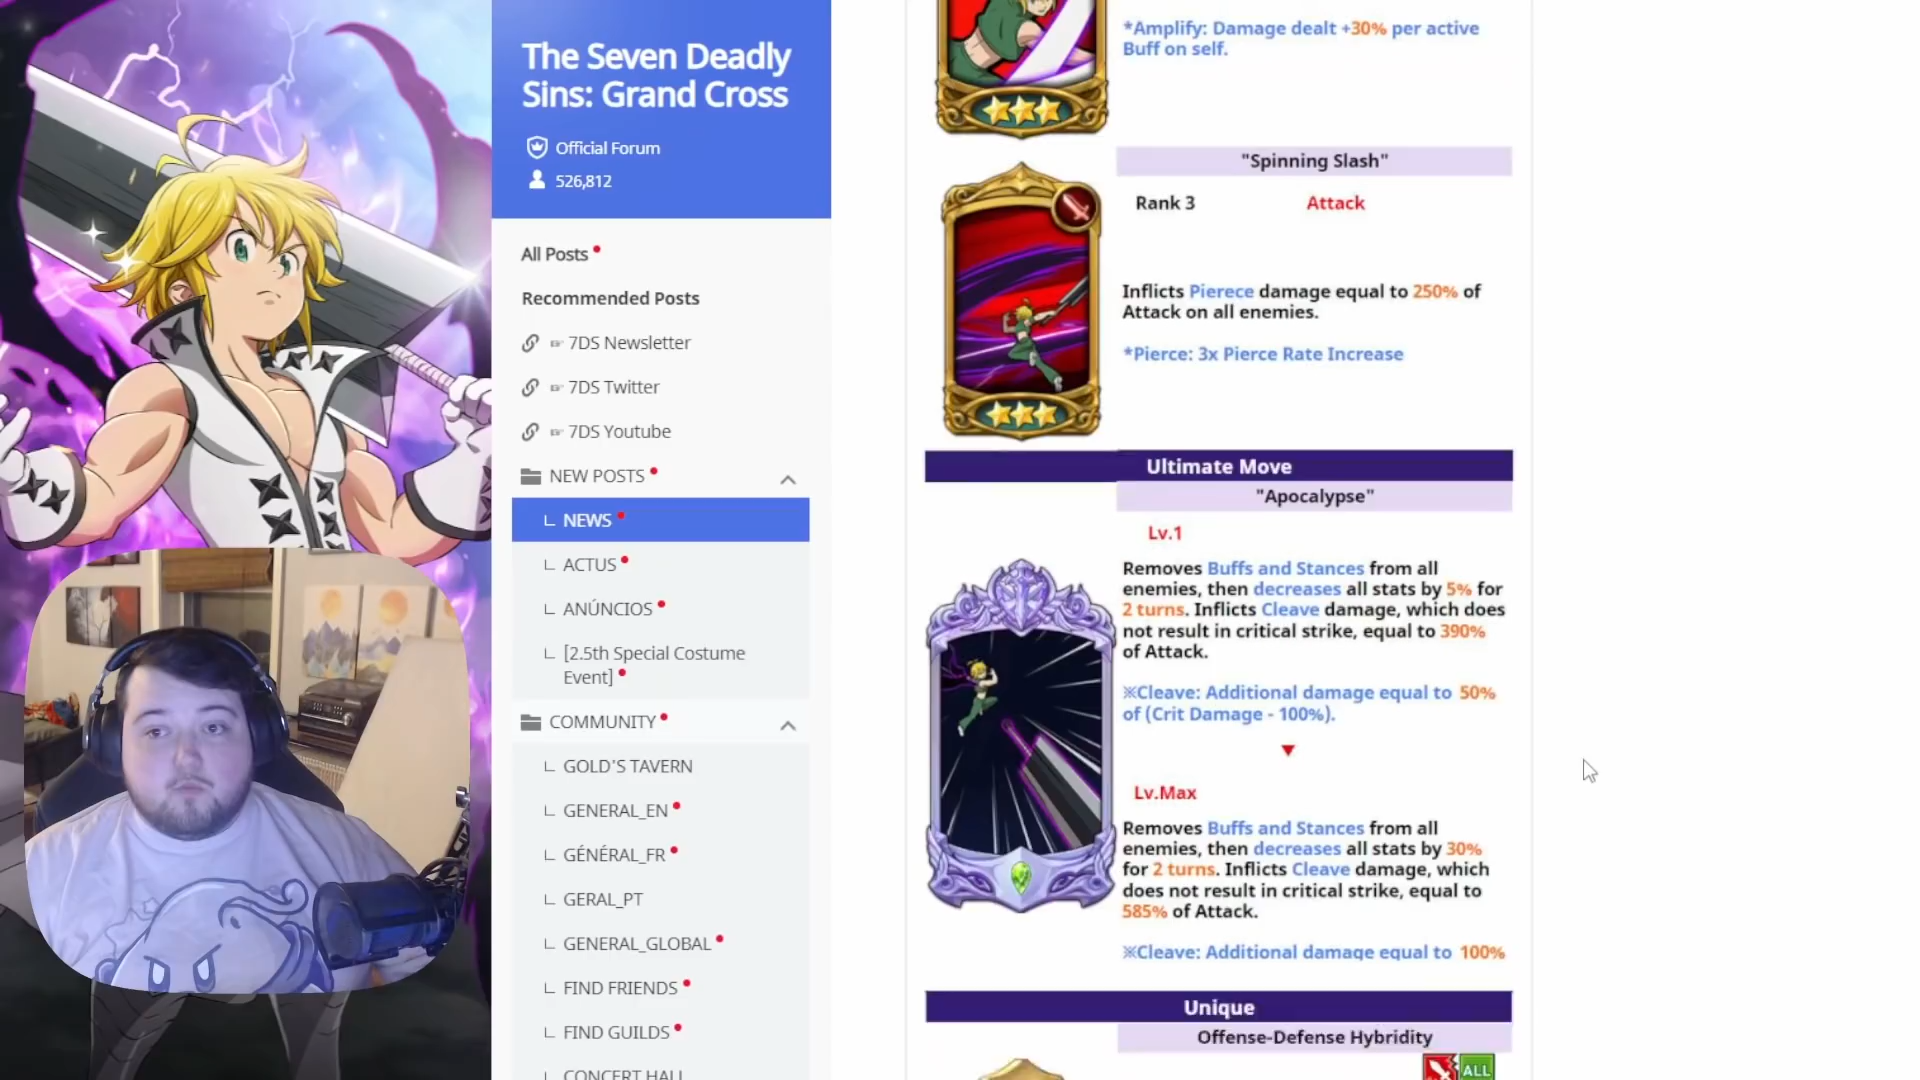 The Seven Deadly
Sins: Grand Cross
Official Forum
526,812
All Posts
Recommended Posts
☞ 7DS Newsletter
☞ 7DS Twitter
☞ 7DS Youtube
NEW POSTS
NEWS
ACTUS
ANÚNCIOS
[2.5th Special Costume
Event]
COMMUNITY
GOLD'S TAVERN
GENERAL_EN
GÉNÉRAL_FR
GERAL_PT
GENERAL_GLOBAL
FIND FRIENDS
FIND GUILDS
CONCERT HALL
*Amplify: Damage dealt +30% per active
Buff on self.
"Spinning Slash"
Rank 3 Attack
Inflicts Pierece damage equal to 250% of
Attack on all enemies.
*Pierce: 3x Pierce Rate Increase
Ultimate Move
"Apocalypse"
Lv.1
Removes Buffs and Stances from all
enemies, then decreases all stats by 5% for
2 turns. Inflicts Cleave damage, which does
not result in critical strike, equal to 390%
of Attack.
※Cleave: Additional damage equal to 50%
of (Crit Damage - 100%).
Lv.Max
Removes Buffs and Stances from all
enemies, then decreases all stats by 30%
for 2 turns. Inflicts Cleave damage, which
does not result in critical strike, equal to
585% of Attack.
※Cleave: Additional damage equal to 100%
Unique
Offense-Defense Hybridity
ALL